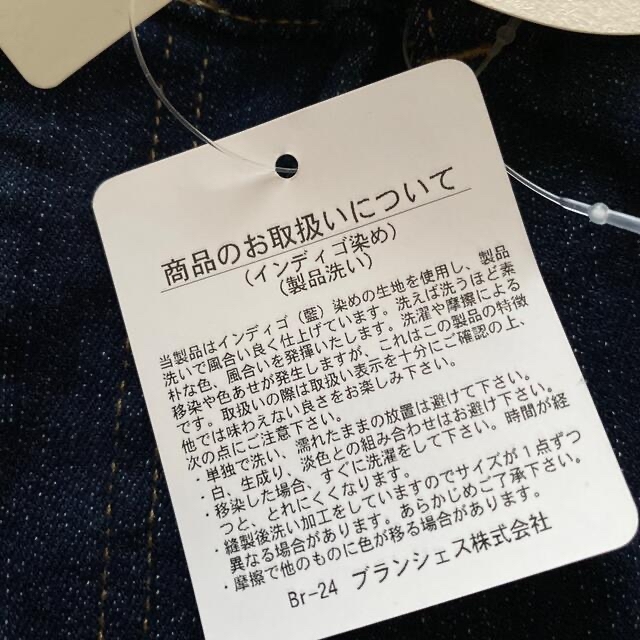 商品のお取扱いについて
(インディゴ染め)
(製品洗い)
当製品はインディゴ(藍)染めの生地を使用し、製品
洗いで風合い良く仕上げています。洗えば洗うほど素
朴な色、風合いを発揮いたします。洗濯や摩擦による
移染や色あせが発生しますが、これはこの製品の特徴
です。取扱いの際は取扱い表示を十分にご確認の上、
他では味わえない良さをお楽しみ下さい。
次の点にご注意下さい。
・単独で洗い、濡れたままの放置は避けて下さい。
・白、生成り、淡色との組み合わせはお避け下さい。
・移染した場合、すぐに洗濯をして下さい。時間が経
つと、とれにくくなります。
・縫製後洗い加工をしていますのでサイズが1点ずつ
異なる場合があります。あらかじめご了承下さい。
・摩擦で他のものに色が移る場合があります。
Br-24 ブランシェス株式会社